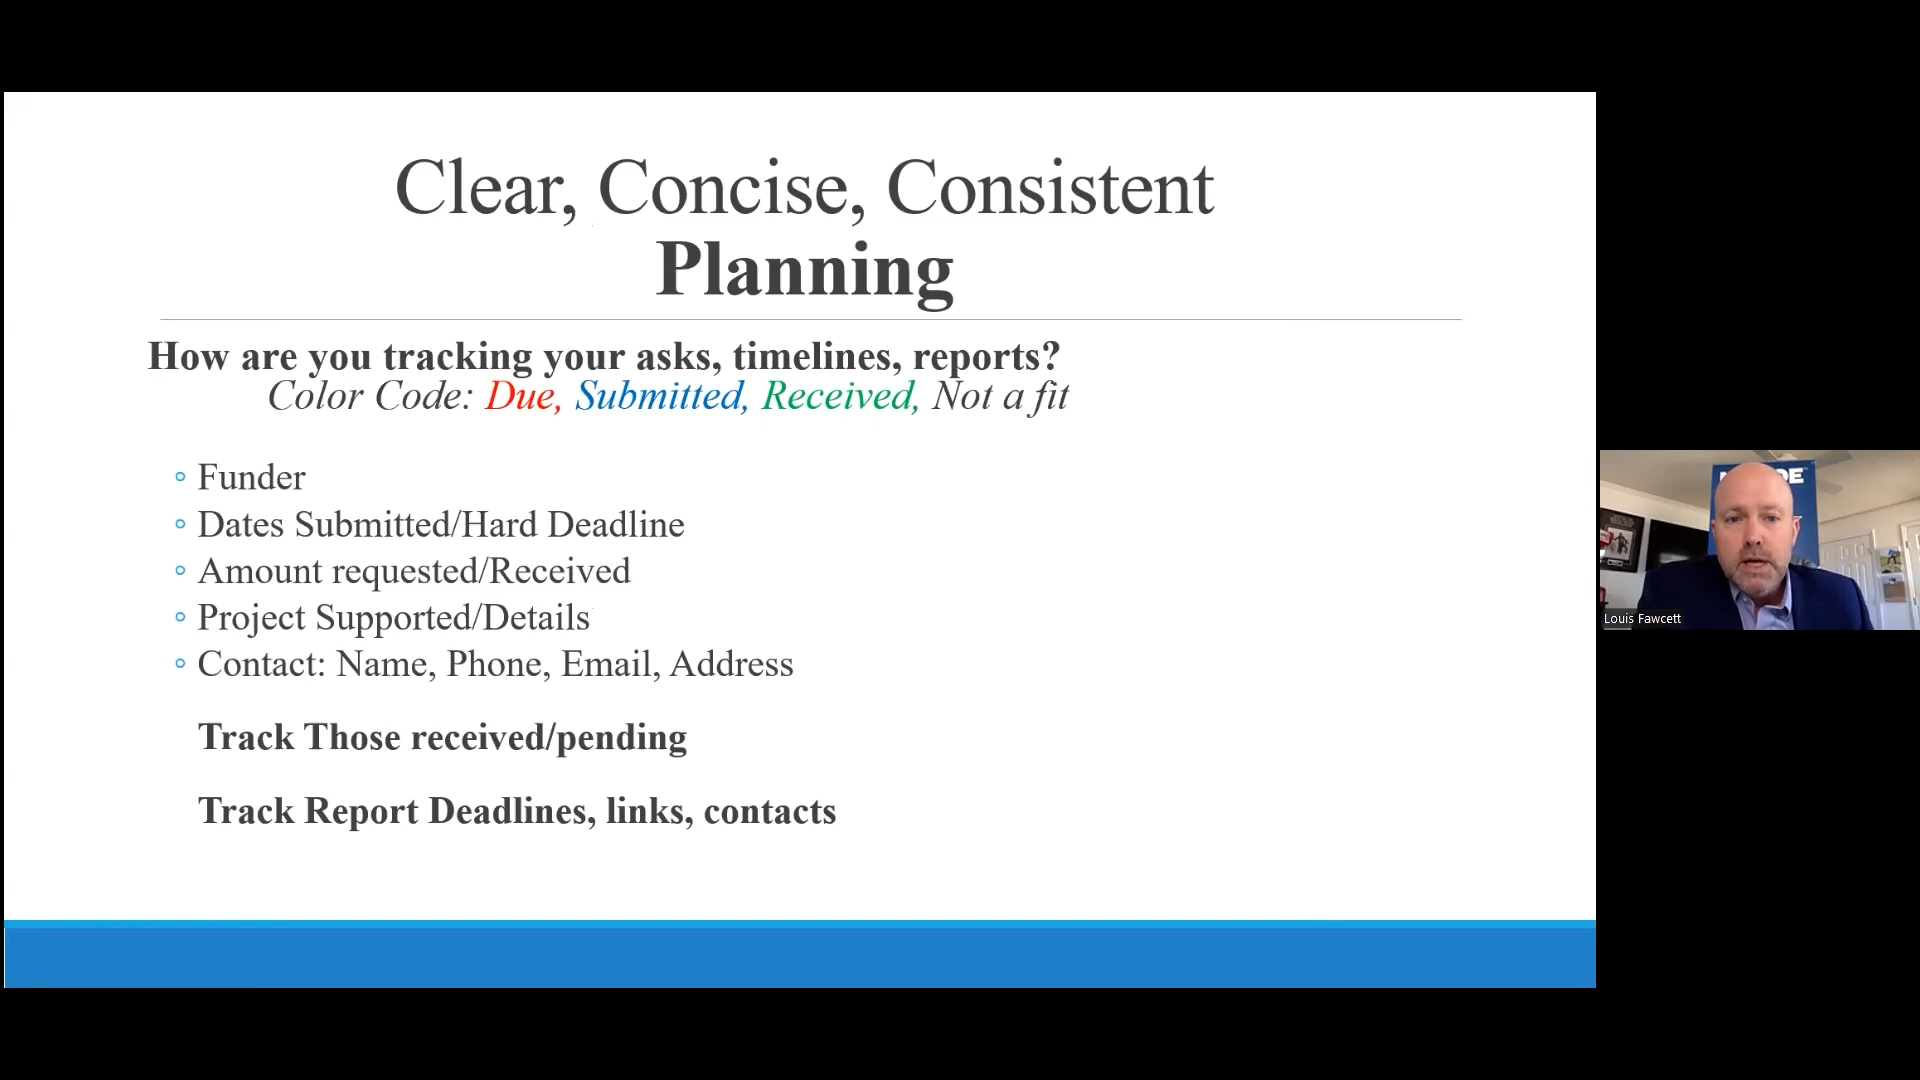 Clear, Concise, Consistent
Planning
How are you tracking your asks, timelines, reports?
Color Code: Due, Submitted, Received, Not a fit
◦ Funder
◦ Dates Submitted/Hard Deadline
◦ Amount requested/Received
◦ Project Supported/Details
◦ Contact: Name, Phone, Email, Address
Track Those received/pending
Track Report Deadlines, links, contacts
Louis Fawcett